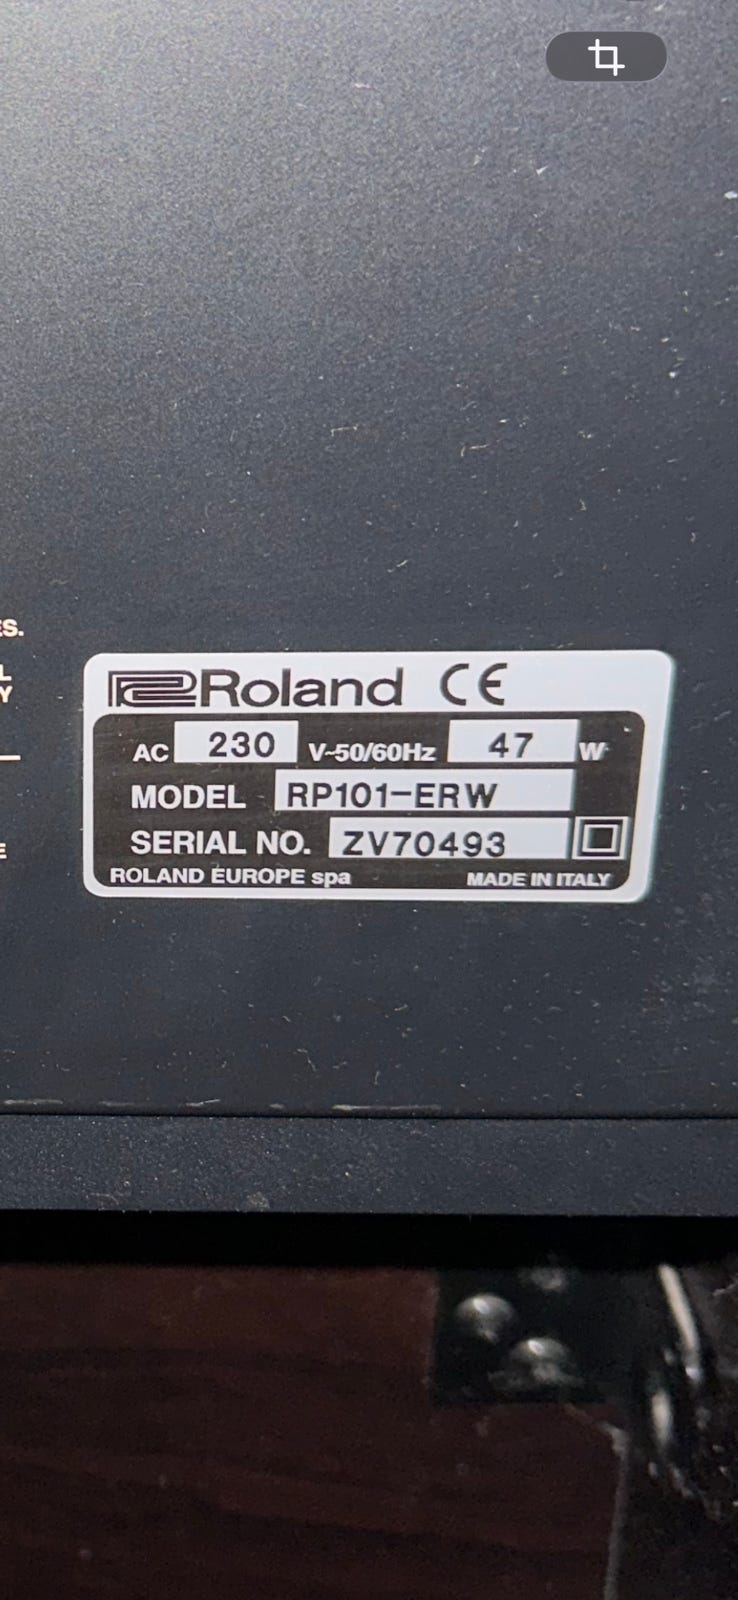 ES.
L
Y
E
Roland CE
AC 230 V~50/60Hz 47 W
MODEL RP101-ERW
SERIAL NO. ZV70493
ROLAND EUROPE spa MADE IN ITALY